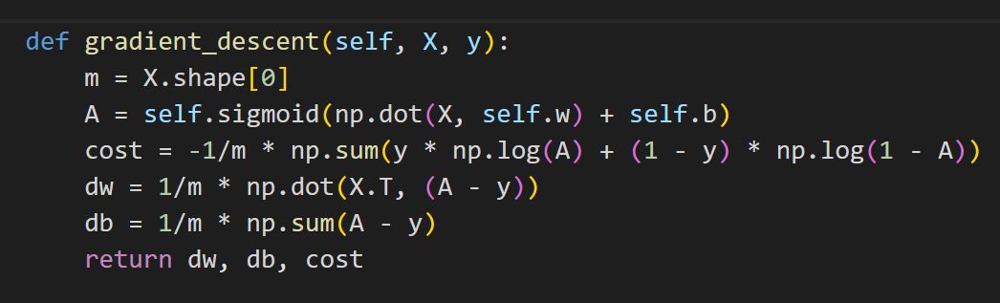 def gradient_descent(self, X, y):
    m = X.shape[0]
    A = self.sigmoid(np.dot(X, self.w) + self.b)
    cost = -1/m * np.sum(y * np.log(A) + (1 - y) * np.log(1 - A))
    dw = 1/m * np.dot(X.T, (A - y))
    db = 1/m * np.sum(A - y)
    return dw, db, cost